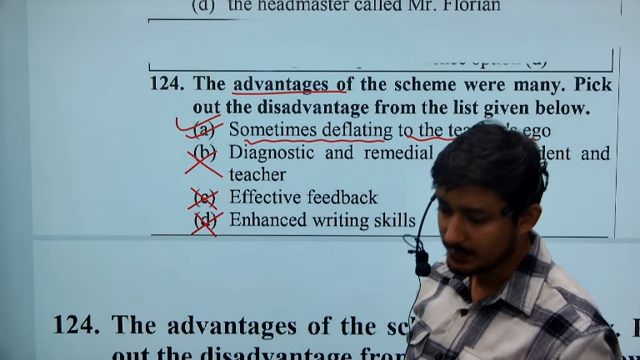 (d) the headmaster called Mr. Florian
124. The advantages of the scheme were many. Pick
out the disadvantage from the list given below.
(a) Sometimes deflating to the ego
(b) Diagnostic and remedial and
teacher
(c) Effective feedback
(d) Enhanced writing skills
124. The advantages of the
out the disadvantage